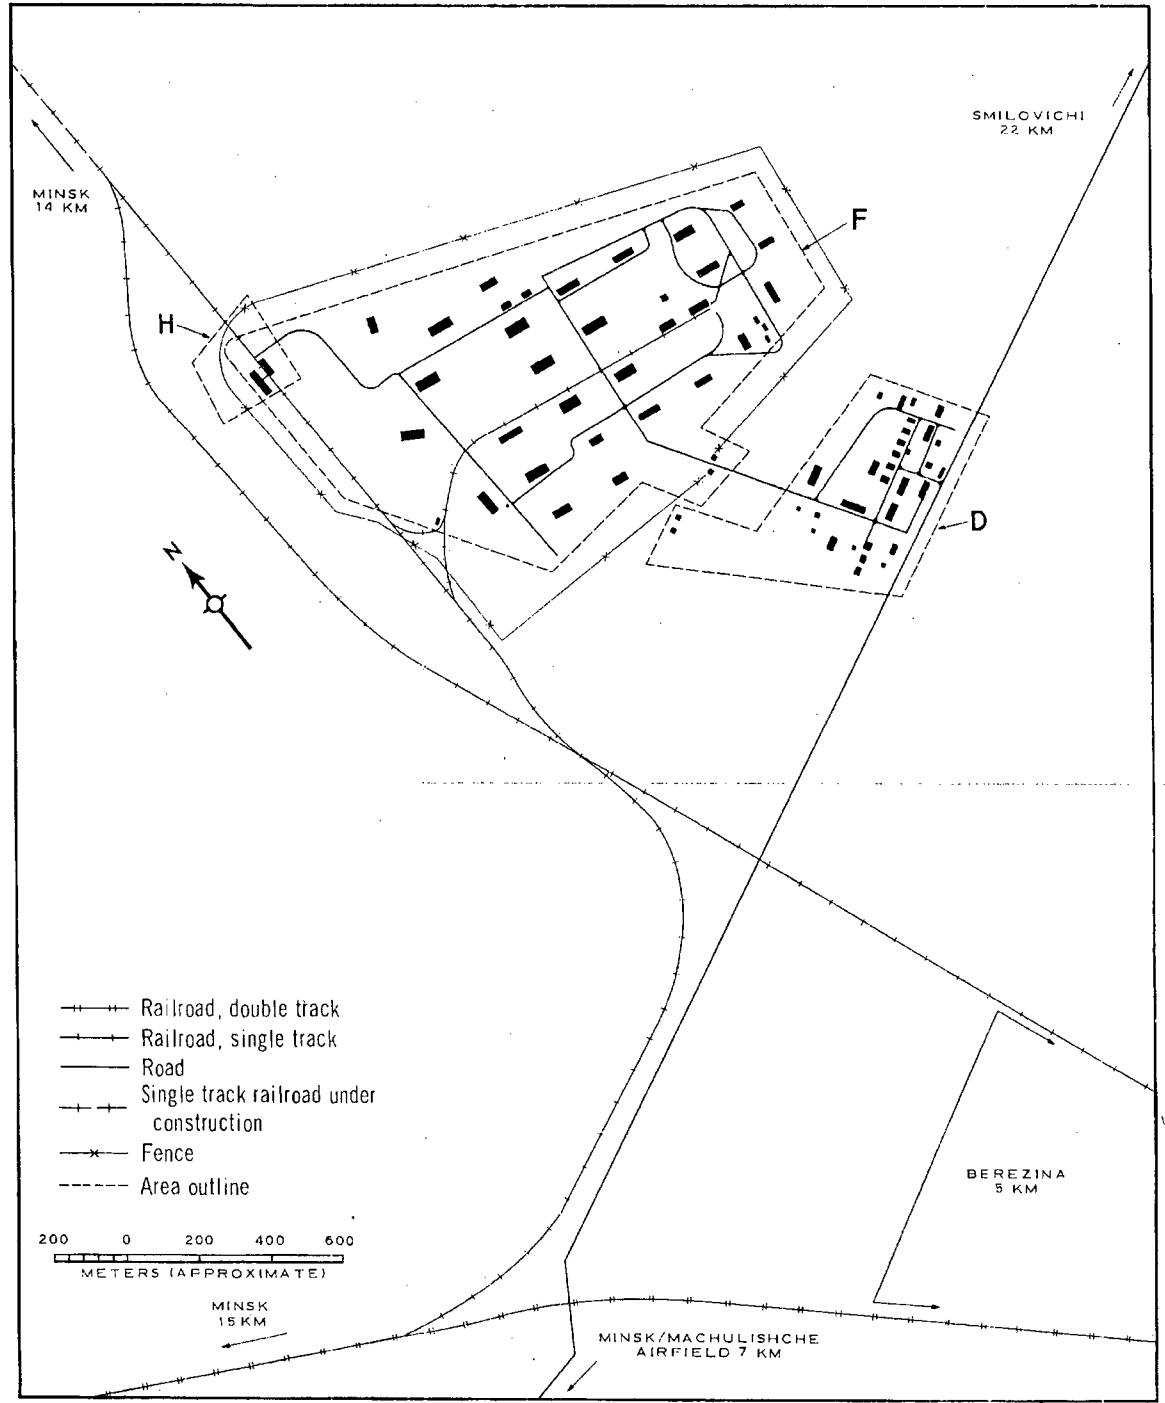 SMILOVICHI
22 KM
MINSK
14 KM
F
H
D
N
Railroad, double track
Railroad, single track
Road
Single track railroad under
construction
Fence
Area outline
200 0 200 400 600
METERS (APPROXIMATE)
BEREZINA
5 KM
MINSK
15 KM
MINSK/MACHULISHCHE
AIRFIELD 7 KM